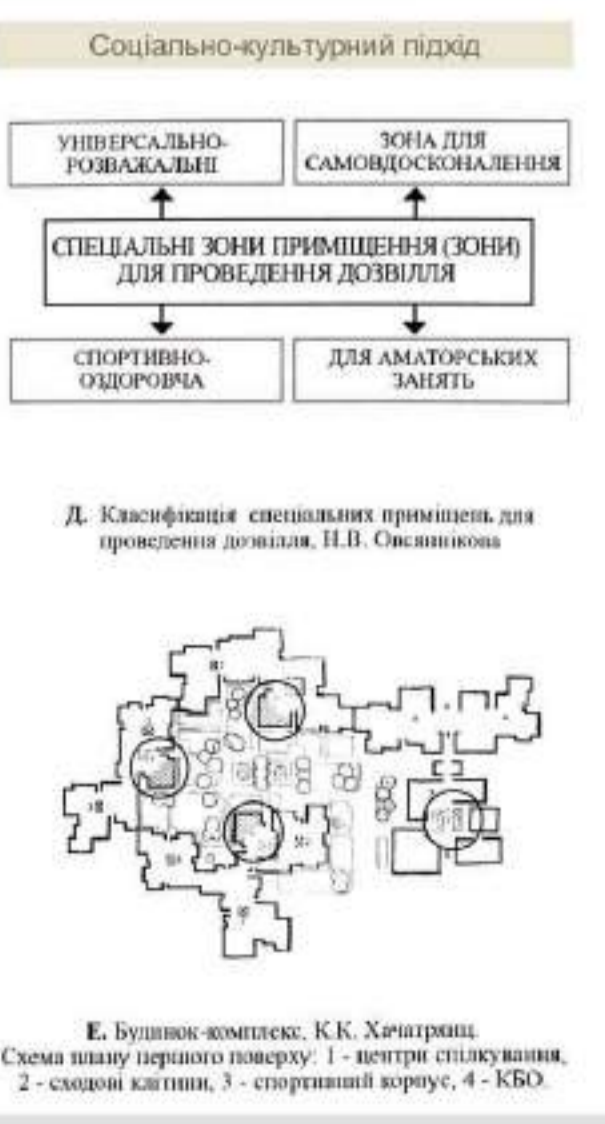 Соціально-культурний підхід
УНІВЕРСАЛЬНО-
РОЗВАЖАЛЬНІ
ЗОНА ДЛЯ
САМОВДОСКОНАЛЕННЯ
СПЕЦІАЛЬНІ ЗОНИ ПРИМІЩЕННЯ (ЗОНИ)
ДЛЯ ПРОВЕДЕННЯ ДОЗВІЛЛЯ
СПОРТИВНО-
ОЗДОРОВЧА
ДЛЯ АМАТОРСЬКИХ
ЗАНЯТЬ
Д. Класифікація спеціальних приміщень для
проведення дозвілля, Н.В. Овсяннікова
Е. Будинок-комплекс, К.К. Хачатрянц.
Схема плану першого поверху: 1 - центри спілкування,
2 - сходові клітини, 3 - спортивний корпус, 4 - КБО.